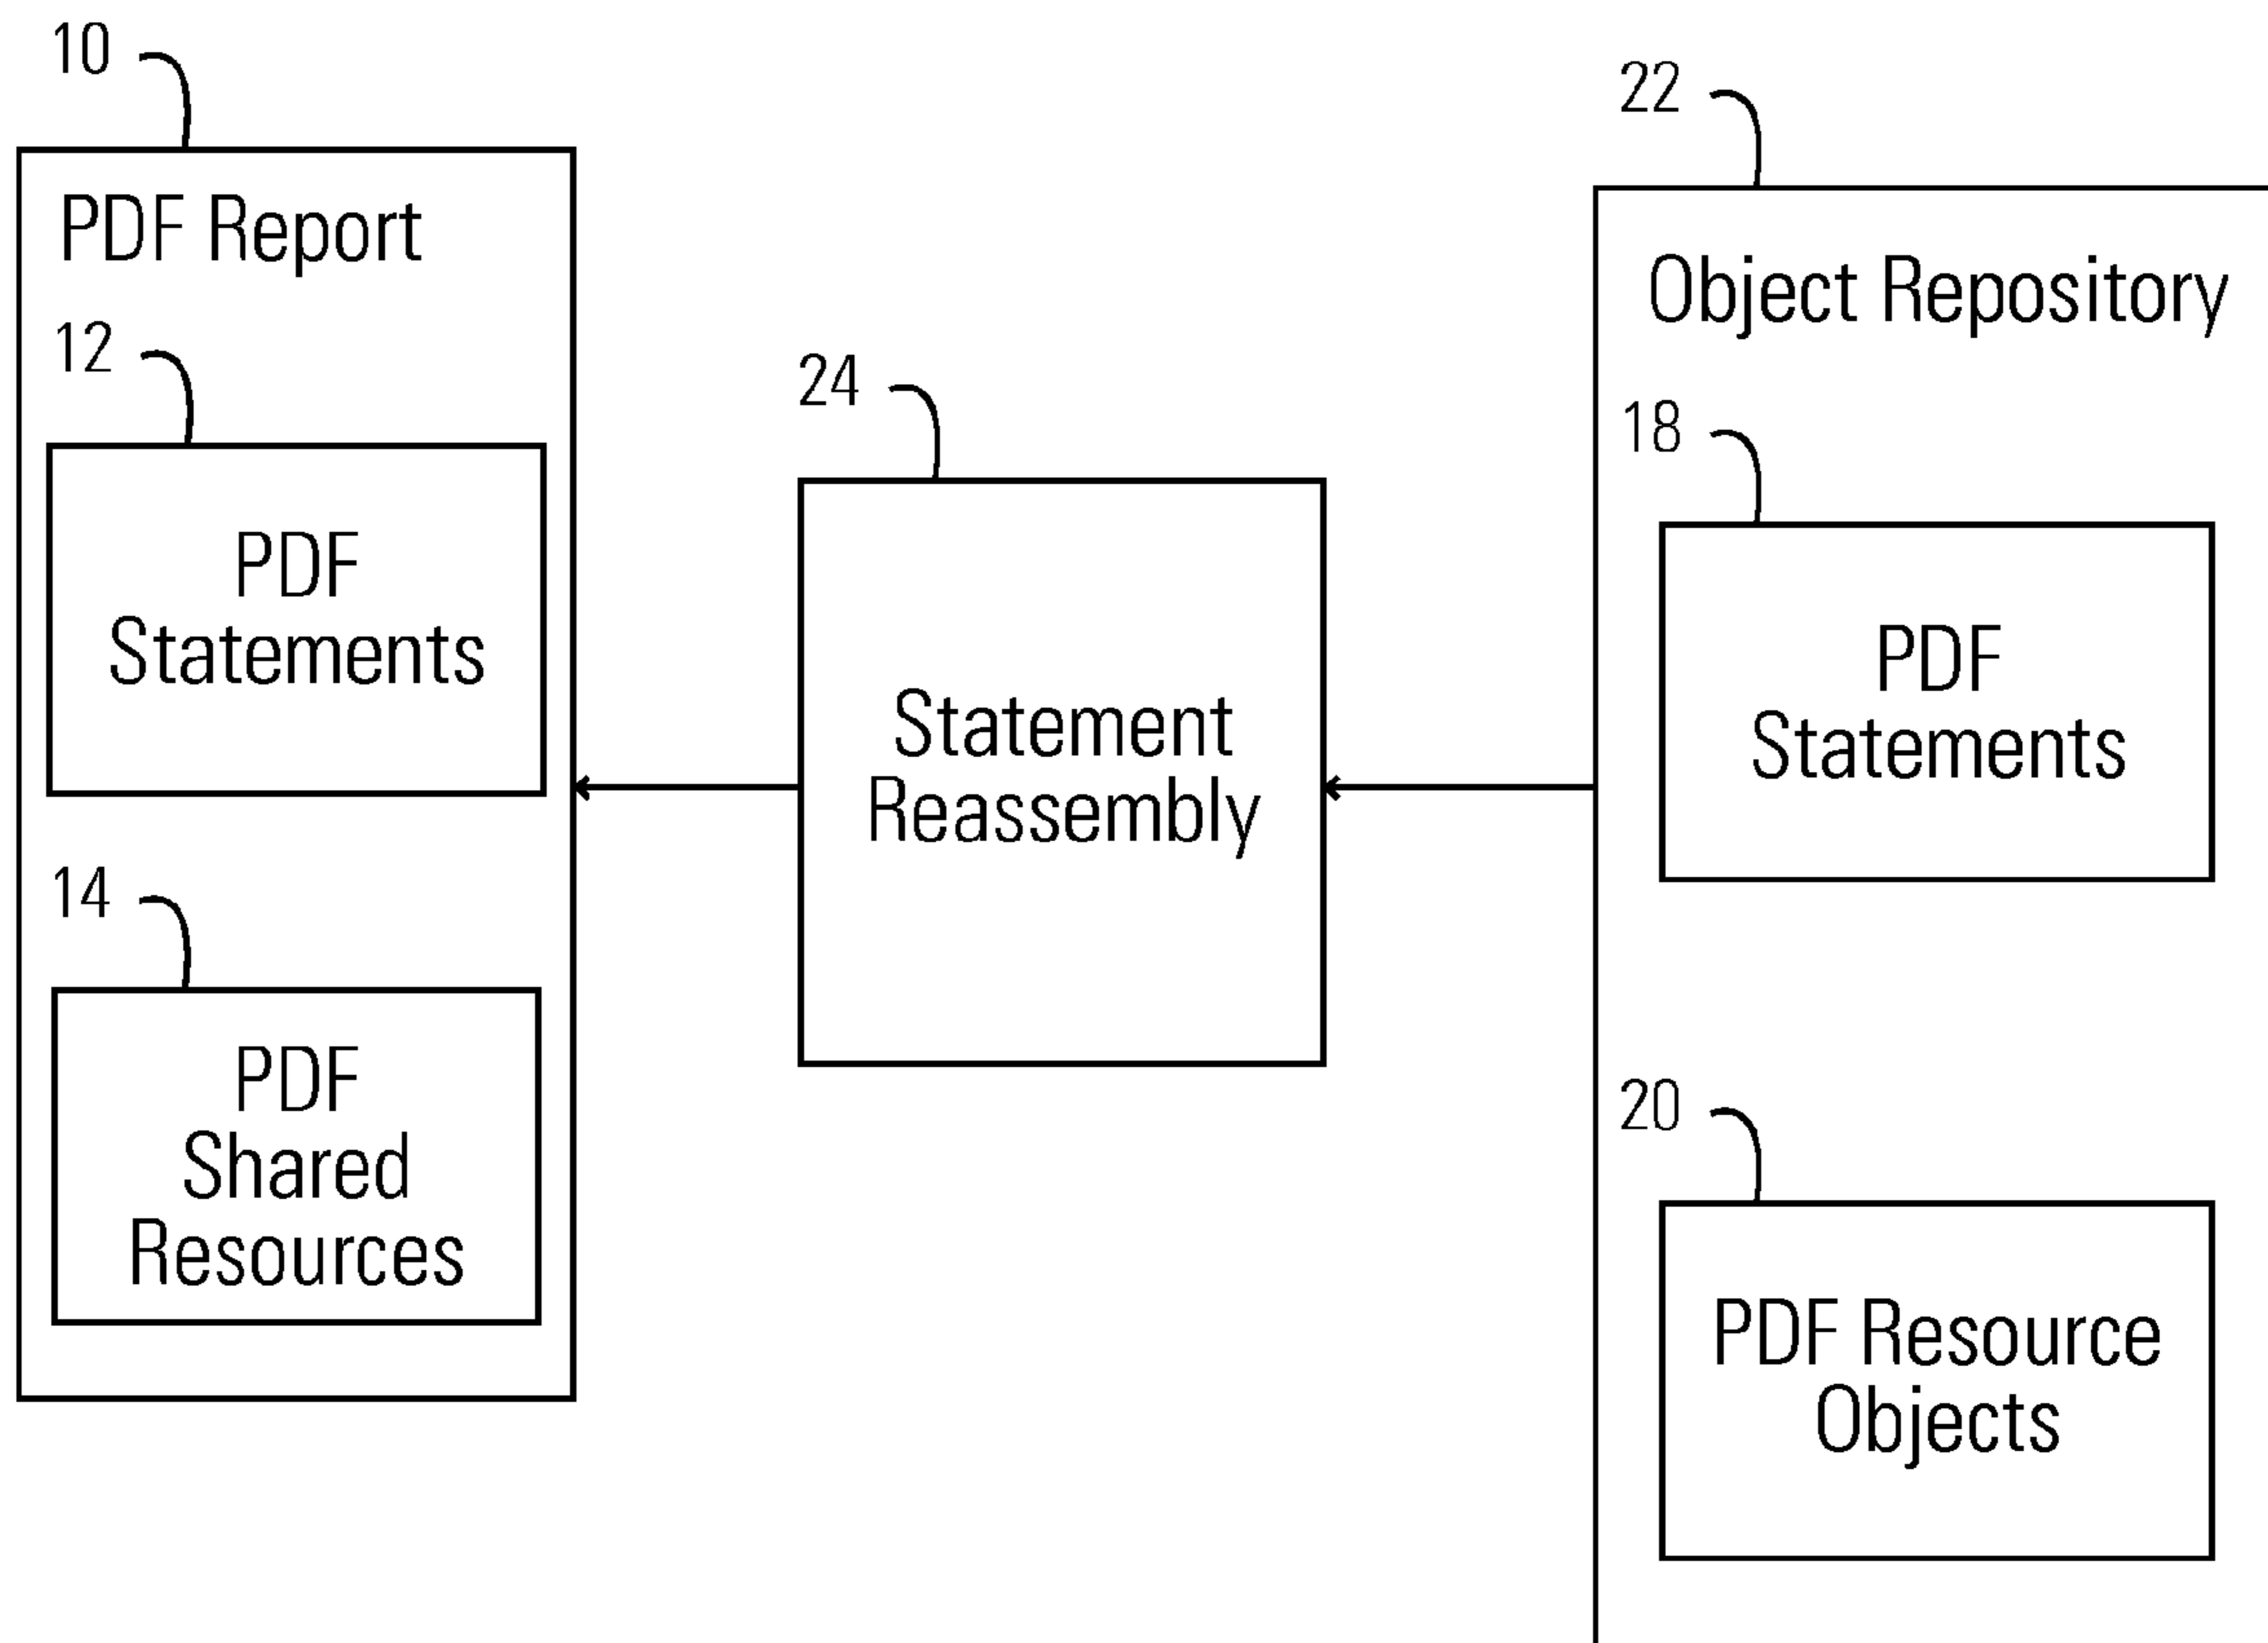 10
PDF Report
12
PDF
Statements
14
PDF
Shared
Resources
24
Statement
Reassembly
22
Object Repository
18
PDF
Statements
20
PDF Resource
Objects